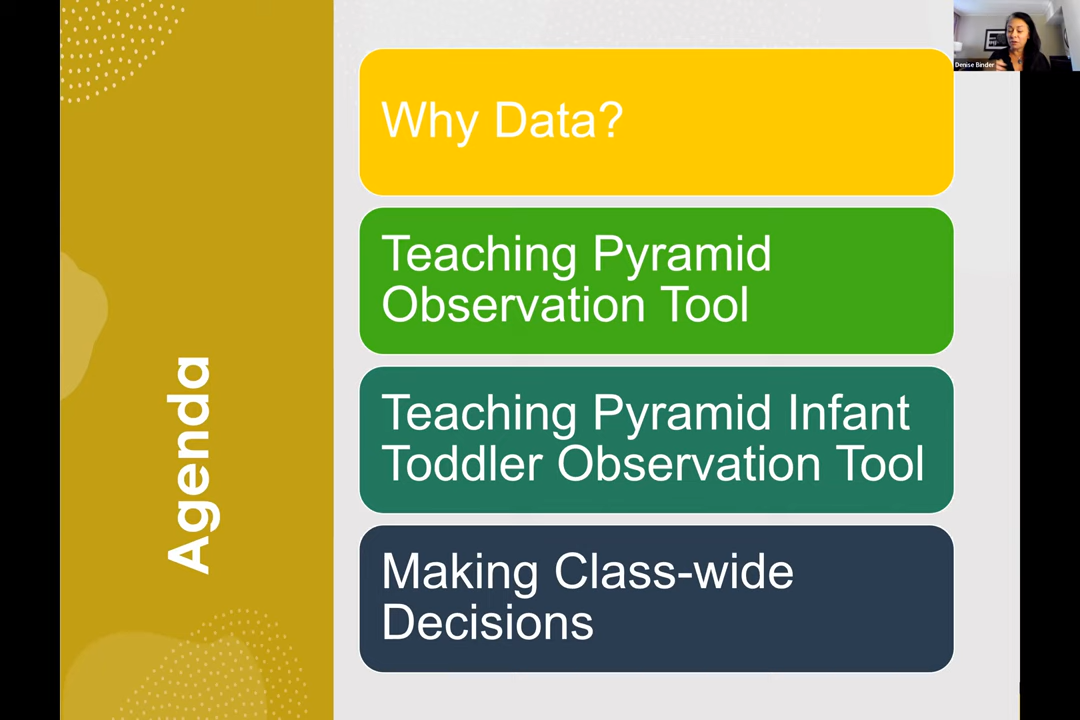 Agenda
Why Data?
Teaching Pyramid
Observation Tool
Teaching Pyramid Infant
Toddler Observation Tool
Making Class-wide
Decisions
Denise Binder